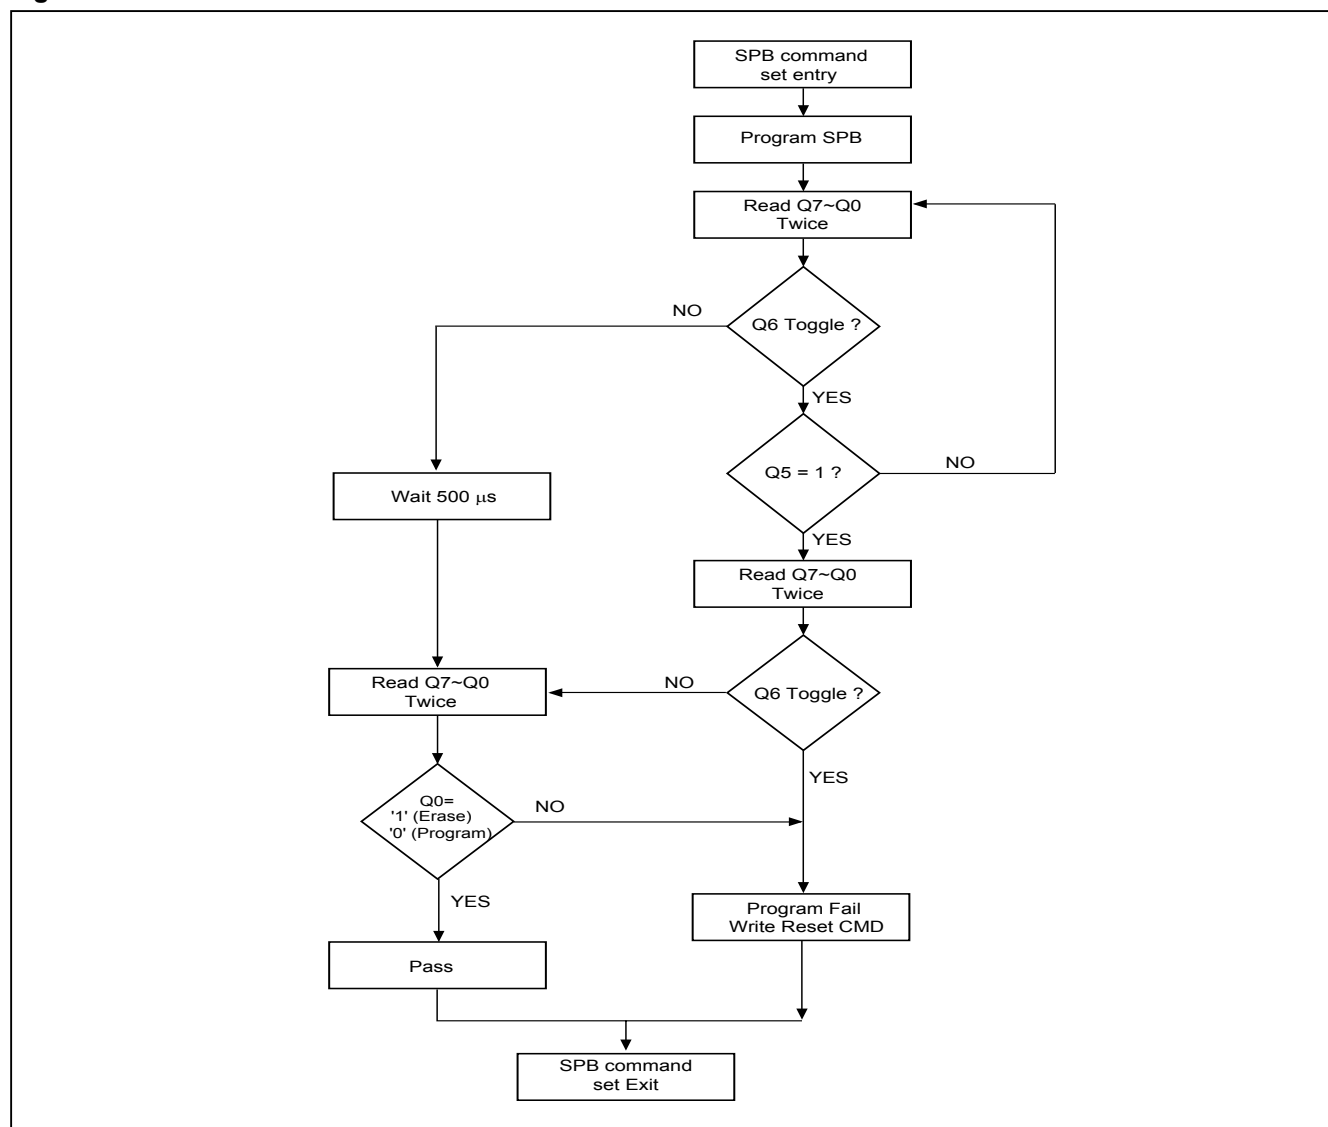 SPB command
set entry
Program SPB
Read Q7~Q0
Twice
NO
Q6 Toggle ?
YES
Q5 = 1 ?
NO
Wait 500 μs
YES
Read Q7~Q0
Twice
Read Q7~Q0
Twice
NO
Q6 Toggle ?
YES
Q0=
'1' (Erase)
'0' (Program)
NO
YES
Program Fail
Write Reset CMD
Pass
SPB command
set Exit